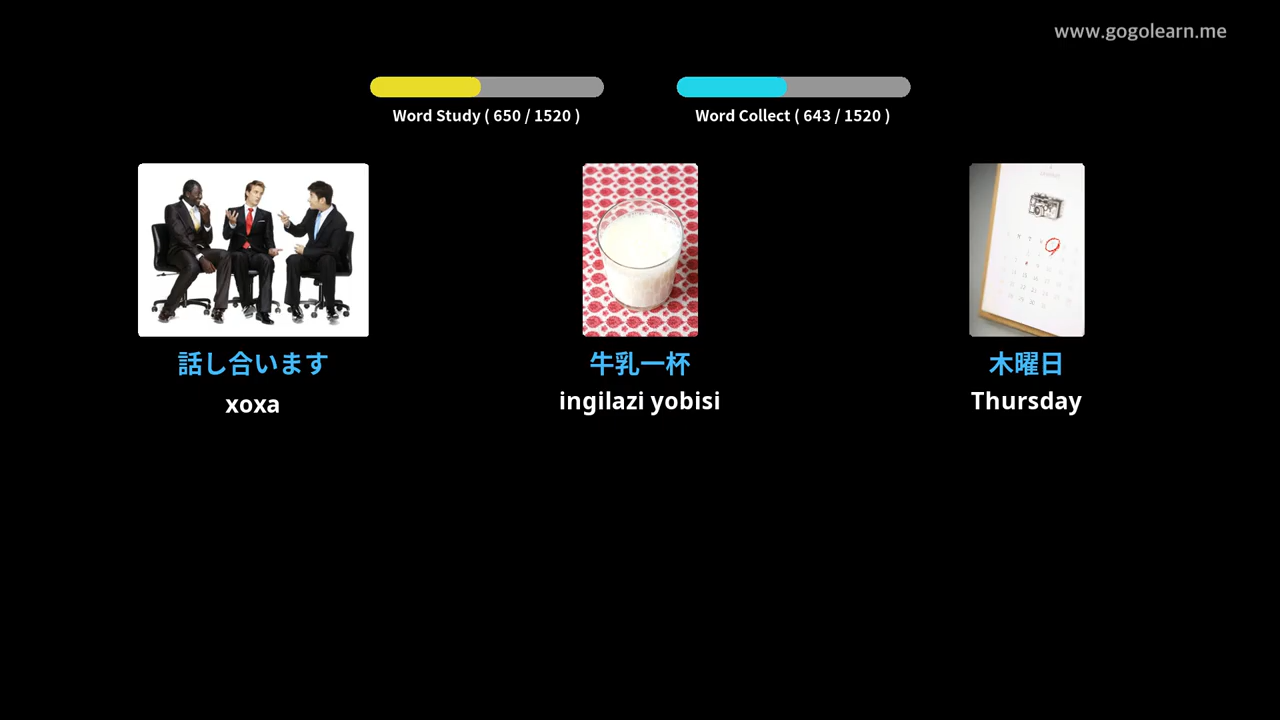 www.gogolearn.me
Word Study ( 650 / 1520 )
Word Collect ( 643 / 1520 )
話し合います
牛乳一杯
木曜日
xoxa
ingilazi yobisi
Thursday